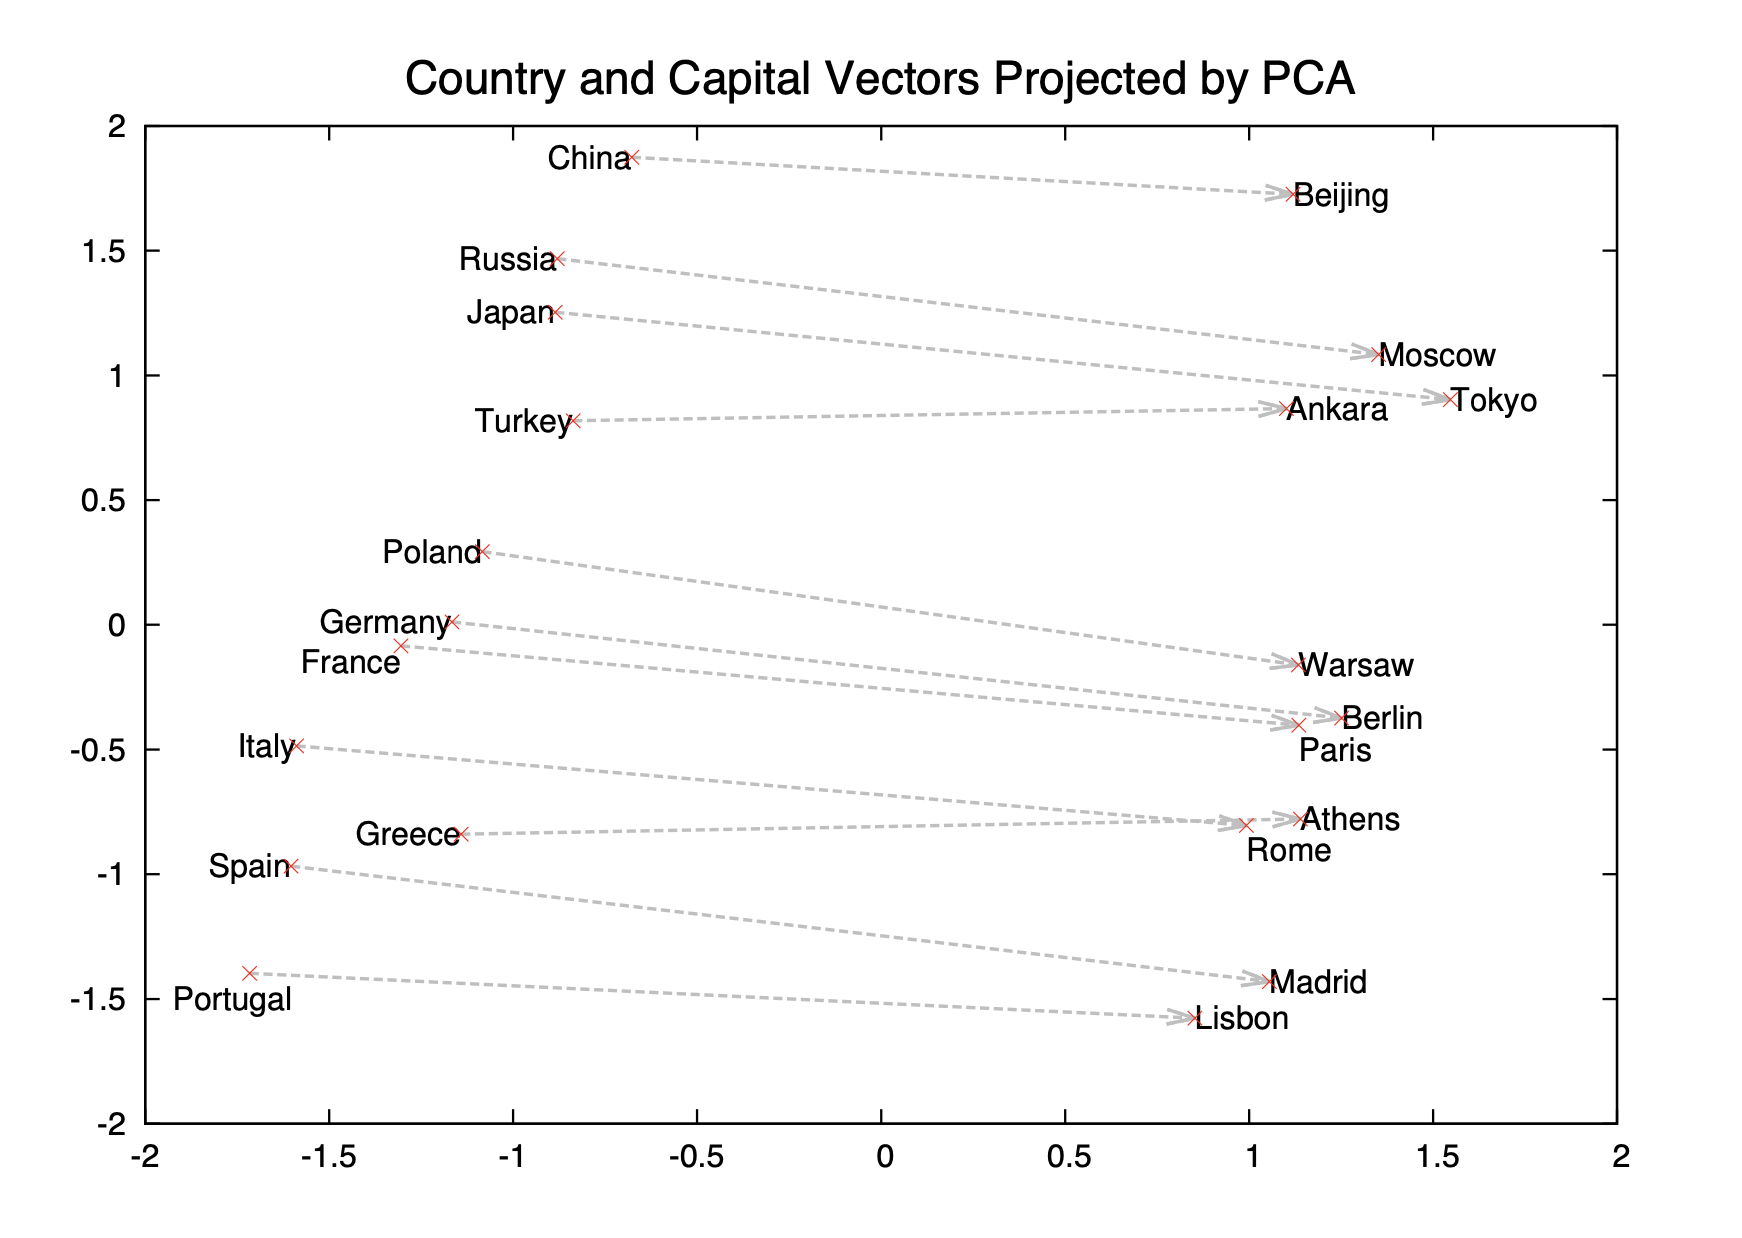 Country and Capital Vectors Projected by PCA
2
China
Beijing
1.5
Russia
Japan
Moscow
1
Tokyo
Ankara
Turkey
0.5
Poland
Germany
0
France
Warsaw
Berlin
Italy
-0.5
Paris
Athens
Greece
Rome
Spain
-1
Madrid
-1.5
Portugal
Lisbon
-2
-2 -1.5 -1 -0.5 0 0.5 1 1.5 2